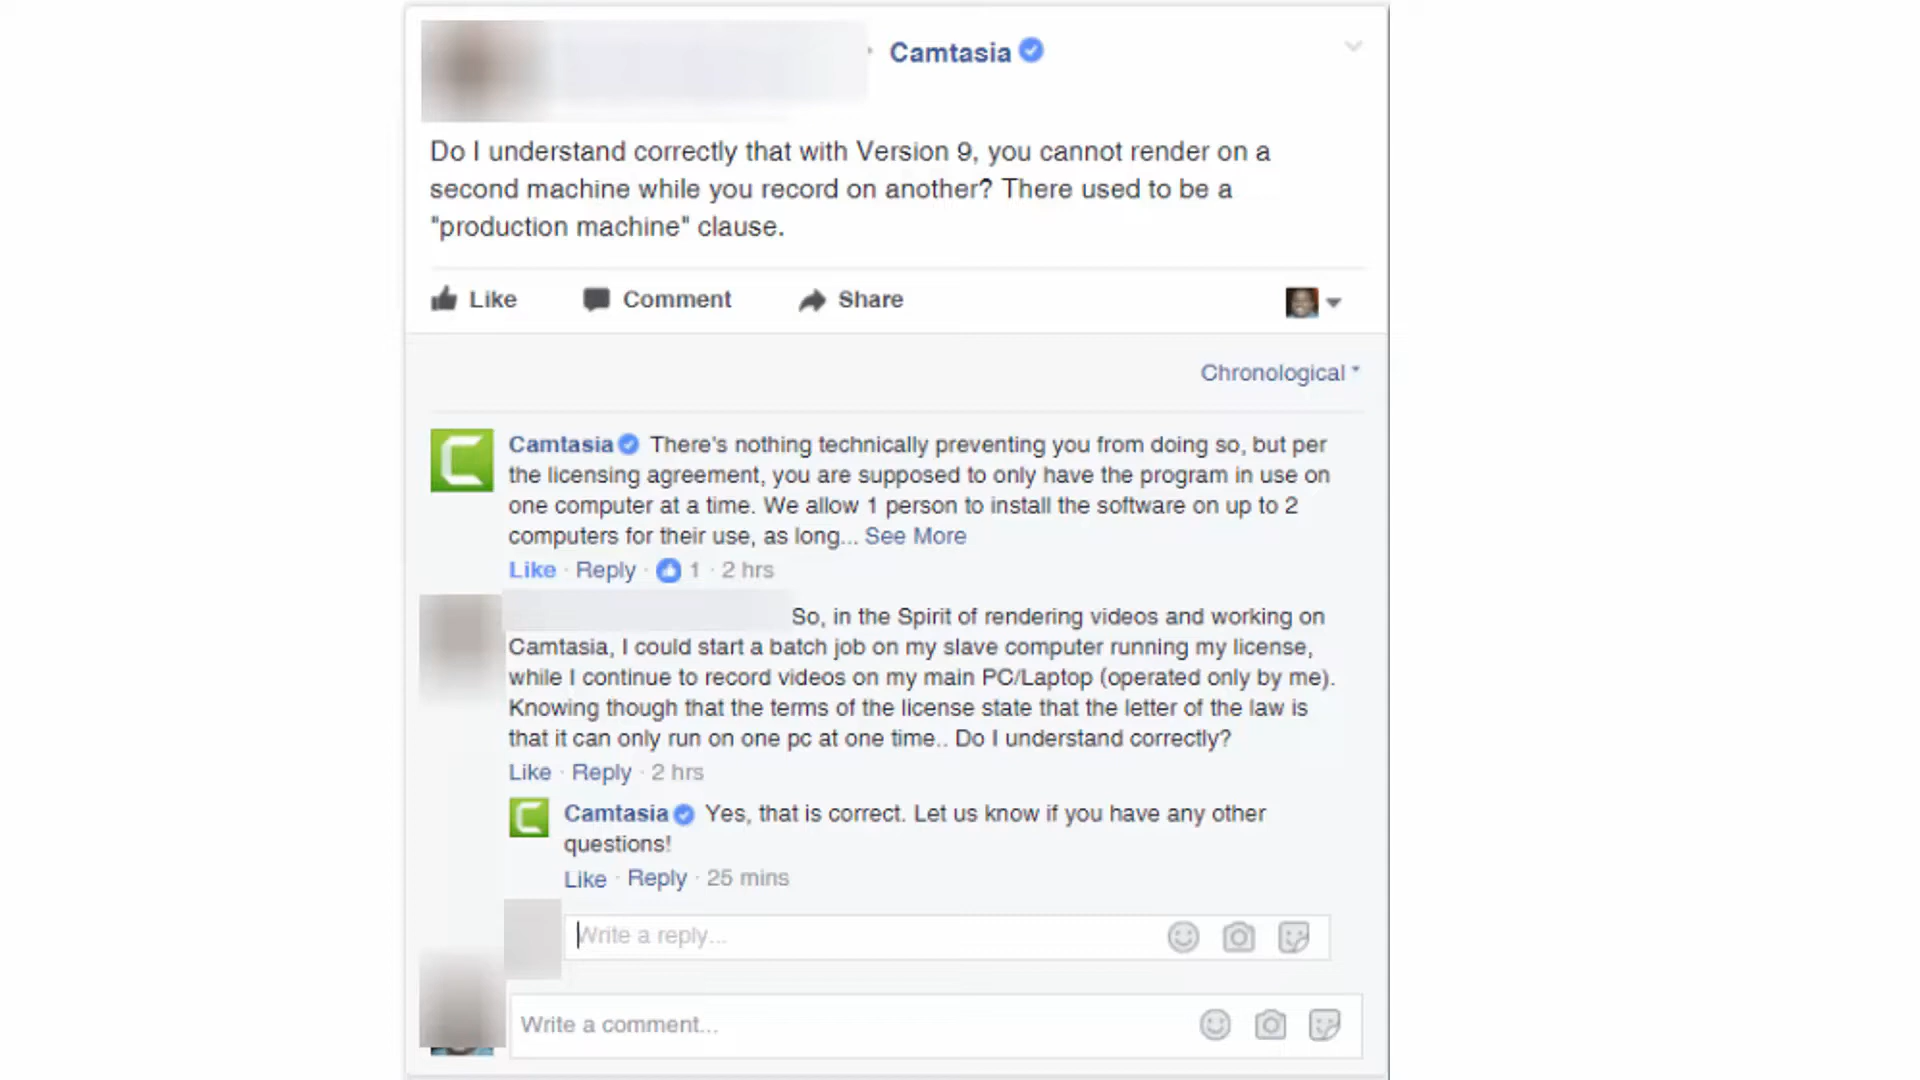 Camtasia
Do I understand correctly that with Version 9, you cannot render on a
second machine while you record on another? There used to be a
"production machine" clause.
Like Comment Share
Chronological
Camtasia There's nothing technically preventing you from doing so, but per
the licensing agreement, you are supposed to only have the program in use on
one computer at a time. We allow 1 person to install the software on up to 2
computers for their use, as long... See More
Like · Reply · 1 · 2 hrs
So, in the Spirit of rendering videos and working on
Camtasia, I could start a batch job on my slave computer running my license,
while I continue to record videos on my main PC/Laptop (operated only by me).
Knowing though that the terms of the license state that the letter of the law is
that it can only run on one pc at one time.. Do I understand correctly?
Like · Reply · 2 hrs
Camtasia Yes, that is correct. Let us know if you have any other
questions!
Like · Reply · 25 mins
Write a reply...
Write a comment...